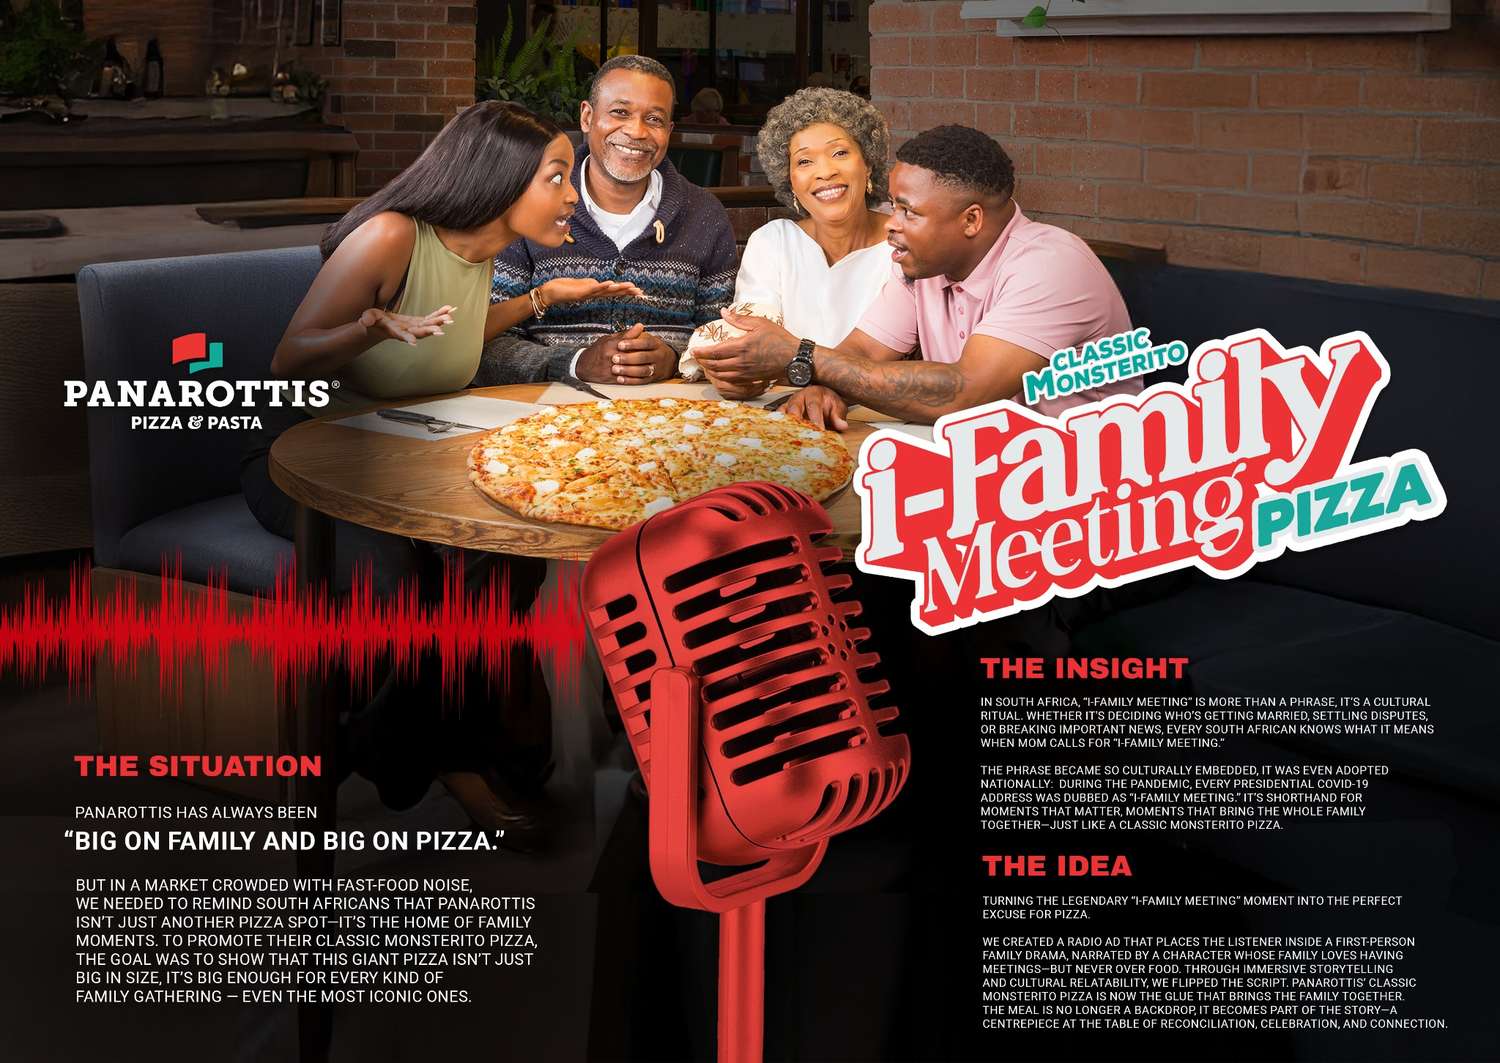 PANAROTTIS®
PIZZA & PASTA
CLASSIC
MONSTERITO
i-Family
Meeting
PIZZA
THE SITUATION
PANAROTTIS HAS ALWAYS BEEN
“BIG ON FAMILY AND BIG ON PIZZA.”
BUT IN A MARKET CROWDED WITH FAST-FOOD NOISE,
WE NEEDED TO REMIND SOUTH AFRICANS THAT PANAROTTIS
ISN’T JUST ANOTHER PIZZA SPOT—IT’S THE HOME OF FAMILY
MOMENTS. TO PROMOTE THEIR CLASSIC MONSTERITO PIZZA,
THE GOAL WAS TO SHOW THAT THIS GIANT PIZZA ISN’T JUST
BIG IN SIZE, IT’S BIG ENOUGH FOR EVERY KIND OF
FAMILY GATHERING — EVEN THE MOST ICONIC ONES.
THE INSIGHT
IN SOUTH AFRICA, “I-FAMILY MEETING” IS MORE THAN A PHRASE, IT’S A CULTURAL
RITUAL. WHETHER IT’S DECIDING WHO’S GETTING MARRIED, SETTLING DISPUTES,
OR BREAKING IMPORTANT NEWS, EVERY SOUTH AFRICAN KNOWS WHAT IT MEANS
WHEN MOM CALLS FOR “I-FAMILY MEETING.”
THE PHRASE BECAME SO CULTURALLY EMBEDDED, IT WAS EVEN ADOPTED
NATIONALLY: DURING THE PANDEMIC, EVERY PRESIDENTIAL COVID-19
ADDRESS WAS DUBBED AS “I-FAMILY MEETING.” IT’S SHORTHAND FOR
MOMENTS THAT MATTER, MOMENTS THAT BRING THE WHOLE FAMILY
TOGETHER—JUST LIKE A CLASSIC MONSTERITO PIZZA.
THE IDEA
TURNING THE LEGENDARY “I-FAMILY MEETING” MOMENT INTO THE PERFECT
EXCUSE FOR PIZZA.
WE CREATED A RADIO AD THAT PLACES THE LISTENER INSIDE A FIRST-PERSON
FAMILY DRAMA, NARRATED BY A CHARACTER WHOSE FAMILY LOVES HAVING
MEETINGS—BUT NEVER OVER FOOD. THROUGH IMMERSIVE STORYTELLING
AND CULTURAL RELATABILITY, WE FLIPPED THE SCRIPT. PANAROTTIS’ CLASSIC
MONSTERITO PIZZA IS NOW THE GLUE THAT BRINGS THE FAMILY TOGETHER.
THE MEAL IS NO LONGER A BACKDROP, IT BECOMES PART OF THE STORY—A
CENTREPIECE AT THE TABLE OF RECONCILIATION, CELEBRATION, AND CONNECTION.